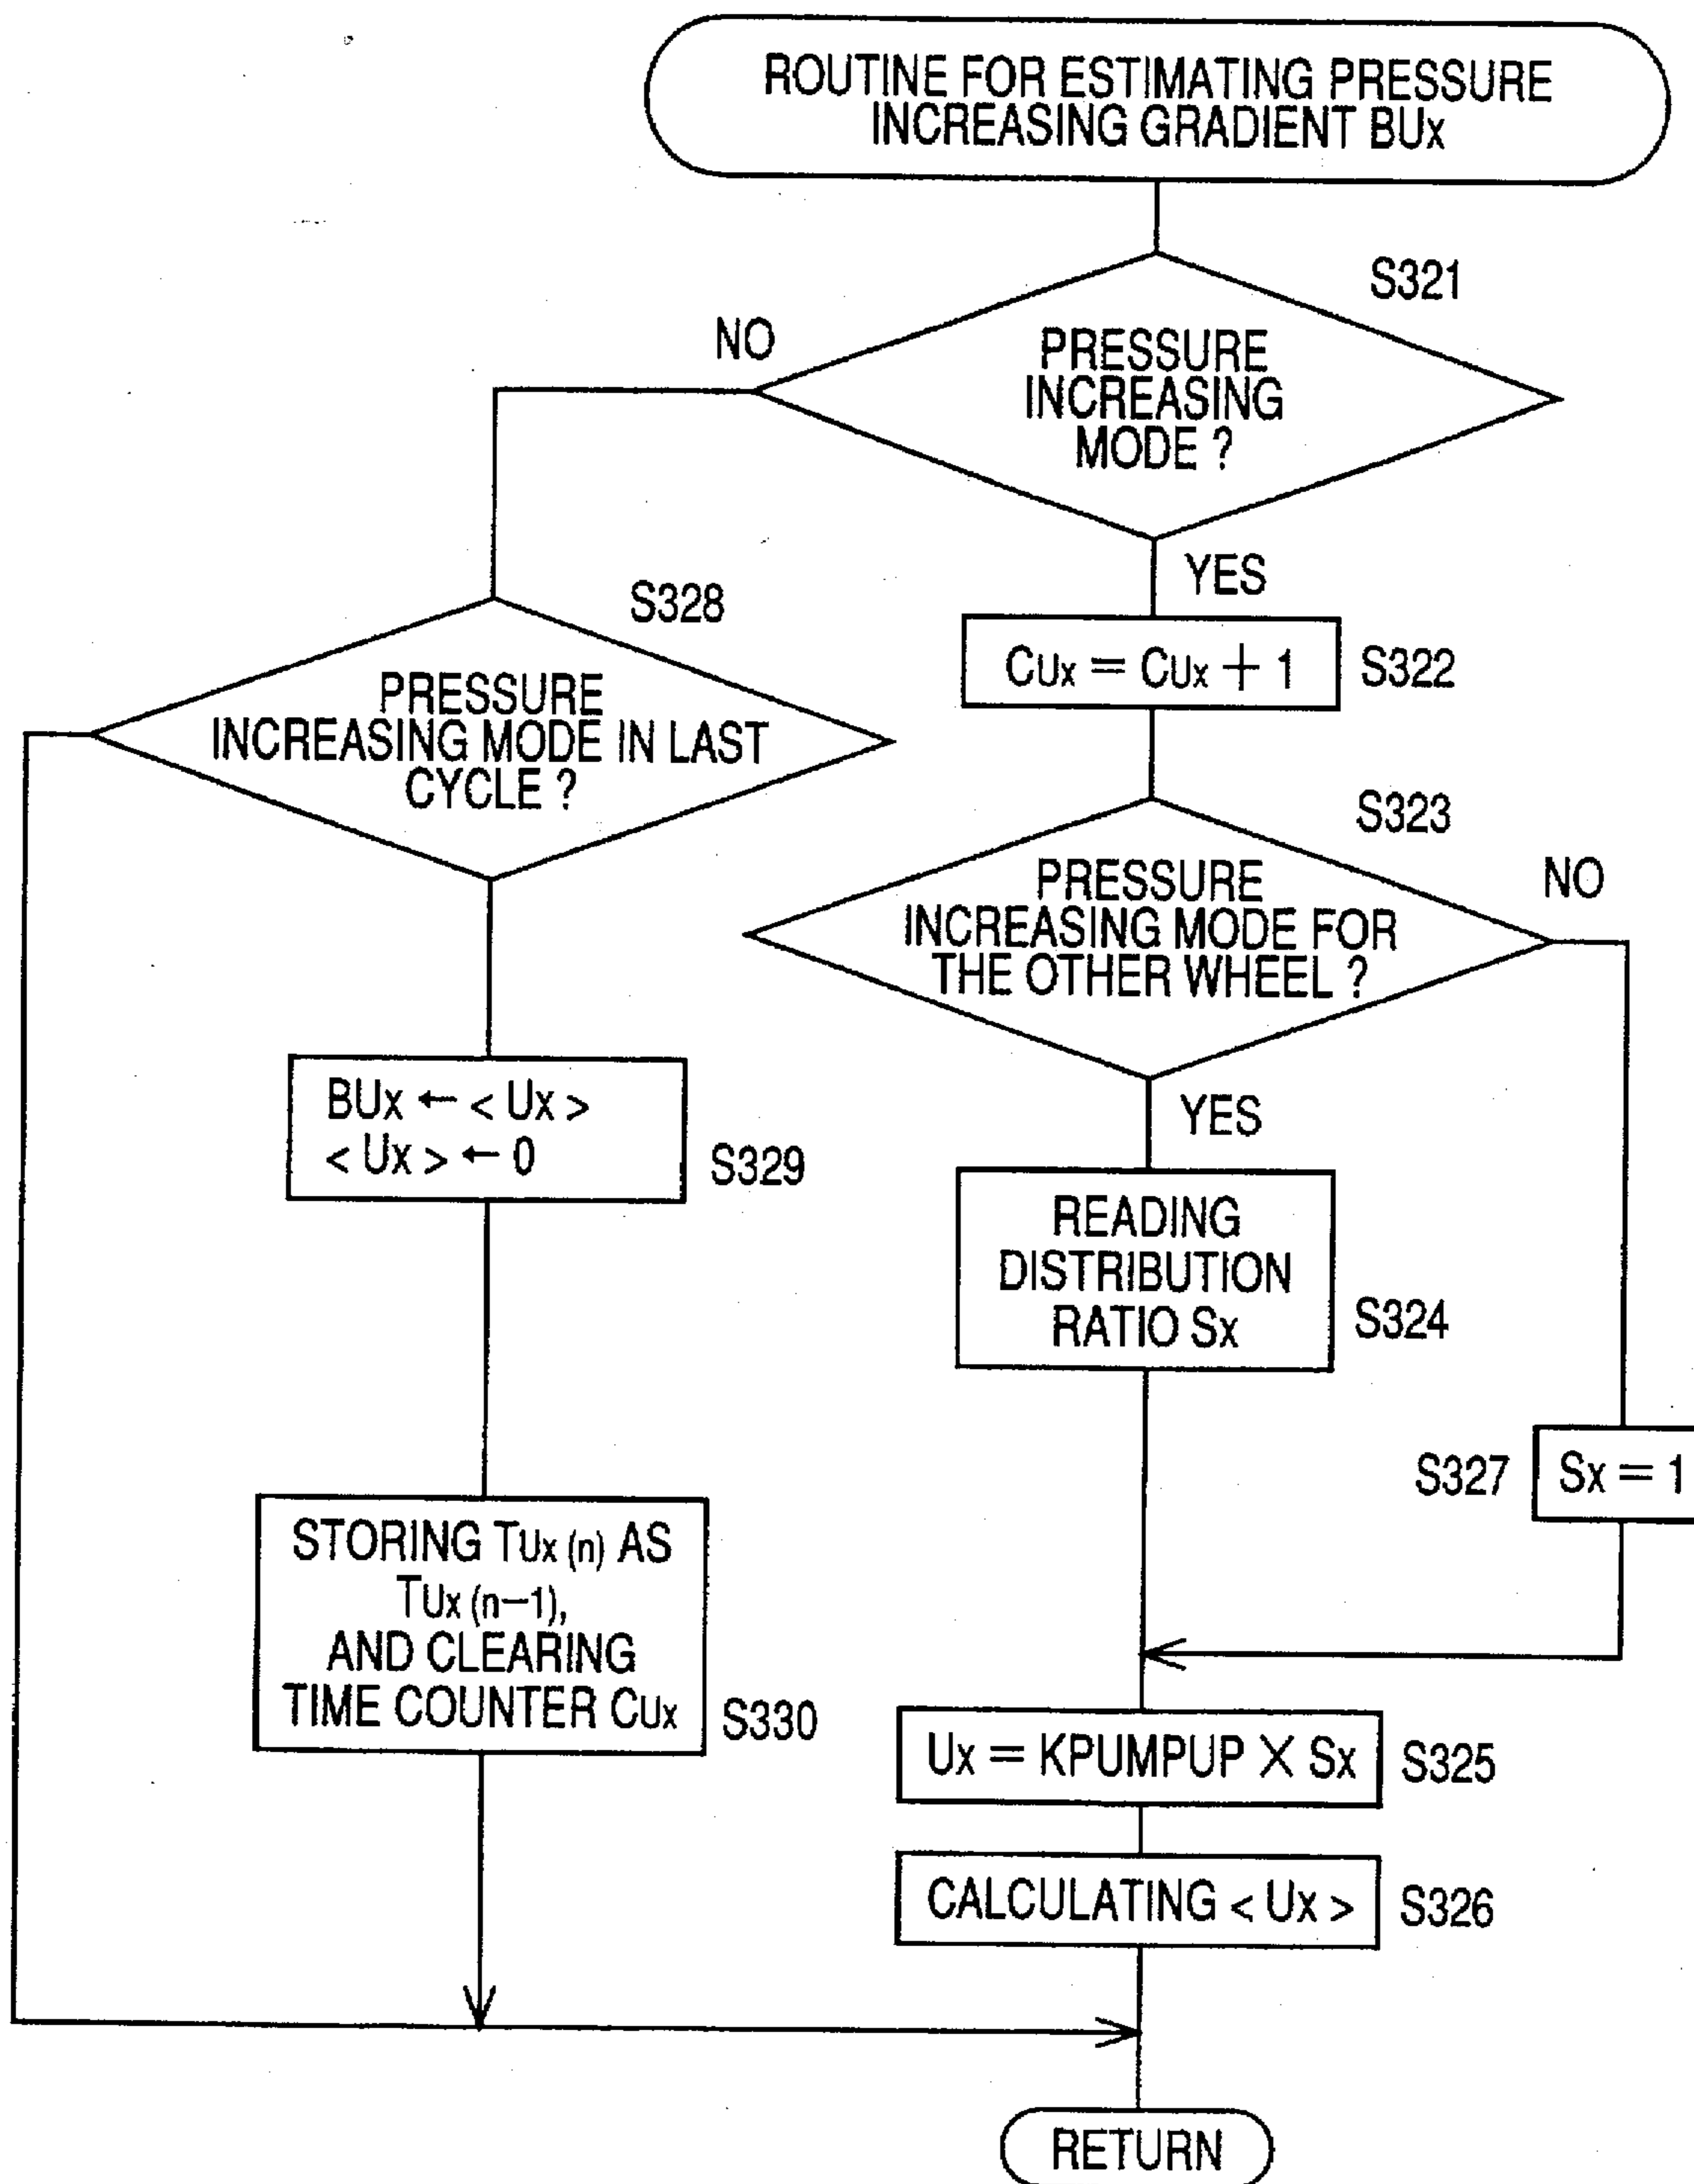 ROUTINE FOR ESTIMATING PRESSURE
INCREASING GRADIENT BUx
S321
NO
PRESSURE
INCREASING
MODE ?
YES
S328
CUx = CUx + 1
S322
PRESSURE
INCREASING MODE IN LAST
CYCLE ?
S323
NO
PRESSURE
INCREASING MODE FOR
THE OTHER WHEEL ?
BUx ← < Ux >
< Ux > ← 0
S329
YES
READING
DISTRIBUTION
RATIO Sx
S324
S327
Sx = 1
STORING TUx (n) AS
TUx (n−1),
AND CLEARING
TIME COUNTER CUx
S330
Ux = KPUMPUP × Sx
S325
CALCULATING < Ux >
S326
RETURN